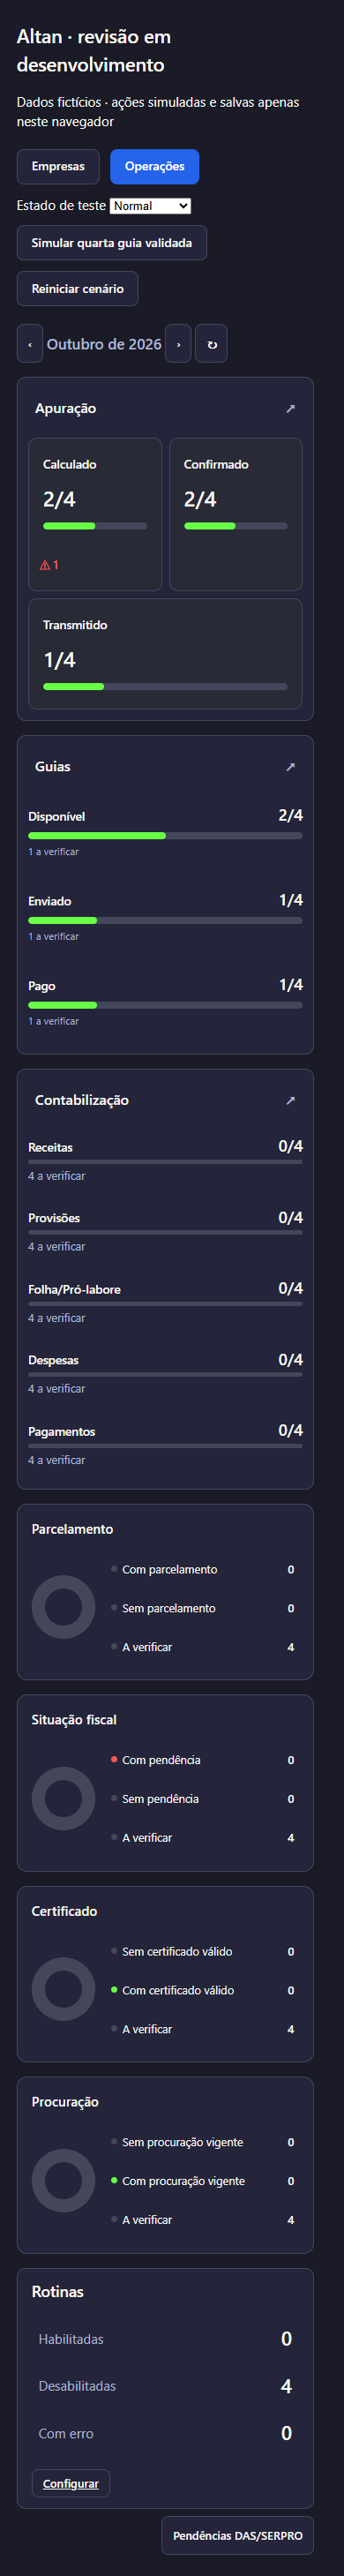 Altan · revisão em
desenvolvimento
Dados fictícios · ações simuladas e salvas apenas
neste navegador
Empresas Operações
Estado de teste Normal
Simular quarta guia validada
Reiniciar cenário
‹ Outubro de 2026 › ↻
Apuração ↗
Calculado Confirmado
2/4 2/4
⚠ 1
Transmitido
1/4
Guias ↗
Disponível 2/4
1 a verificar
Enviado 1/4
1 a verificar
Pago 1/4
1 a verificar
Contabilização ↗
Receitas 0/4
4 a verificar
Provisões 0/4
4 a verificar
Folha/Pró-labore 0/4
4 a verificar
Despesas 0/4
4 a verificar
Pagamentos 0/4
4 a verificar
Parcelamento
Com parcelamento 0
Sem parcelamento 0
A verificar 4
Situação fiscal
Com pendência 0
Sem pendência 0
A verificar 4
Certificado
Sem certificado válido 0
Com certificado válido 0
A verificar 4
Procuração
Sem procuração vigente 0
Com procuração vigente 0
A verificar 4
Rotinas
Habilitadas 0
Desabilitadas 4
Com erro 0
Configurar
Pendências DAS/SERPRO